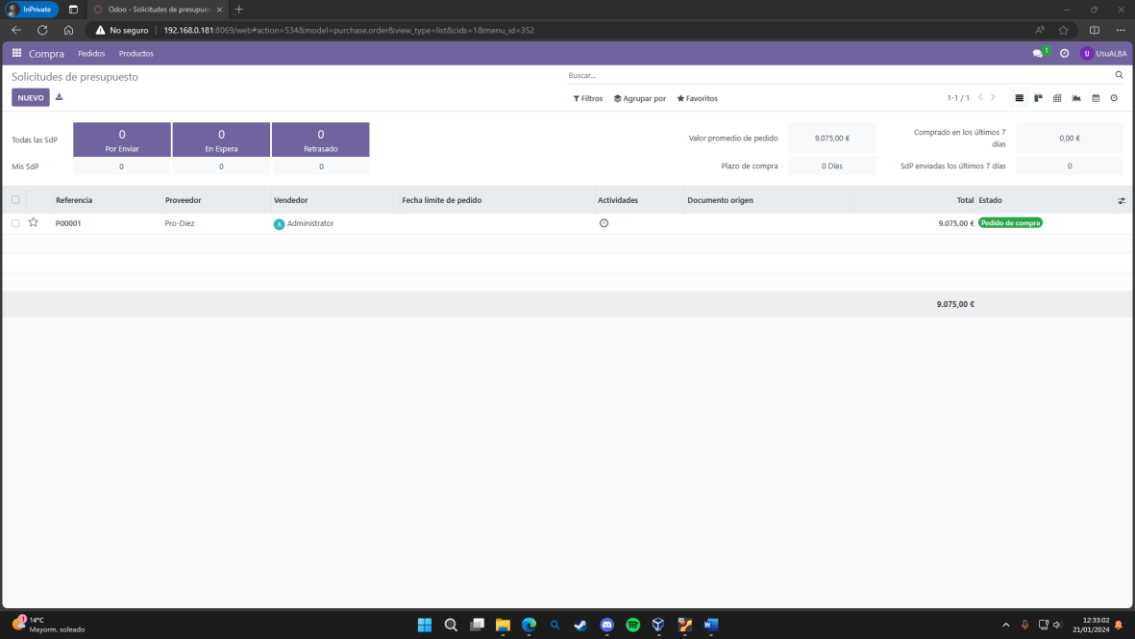 InPrivate
Odoo - Solicitudes de presupues
No seguro
192.168.0.181:8069/web#action=534&model=purchase.order&view_type=list&cids=1&menu_id=352
Compra Pedidos Productos
1
U UsuALBA
Solicitudes de presupuesto
Buscar...
NUEVO
Filtros Agrupar por Favoritos
1-1 / 1
Todas las SdP
0 Por Enviar
0 En Espera
0 Retrasado
Mis SdP 0 0 0
Valor promedio de pedido 9.075,00 €
Comprado en los últimos 7 días 0,00 €
Plazo de compra 0 Días
SdP enviadas los últimos 7 días 0
Referencia Proveedor Vendedor Fecha límite de pedido Actividades Documento origen Total Estado
P00001 Pro-Diez A Administrator 9.075,00 € Pedido de compra
9.075,00 €
1
14°C
Mayorm. soleado
12:33:02
21/01/2024